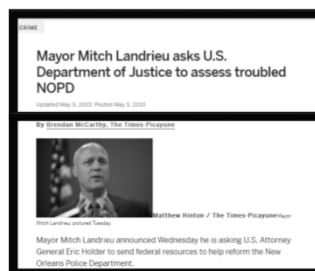 CRIME
Mayor Mitch Landrieu asks U.S.
Department of Justice to assess troubled
NOPD
Updated May 5, 2010; Posted May 5, 2010
By Brendan McCarthy, The Times-Picayune
Matthew Hinton / The Times-Picayune Mayor
Mitch Landrieu, pictured Tuesday.
Mayor Mitch Landrieu announced Wednesday he is asking U.S. Attorney
General Eric Holder to send federal resources to help reform the New
Orleans Police Department.